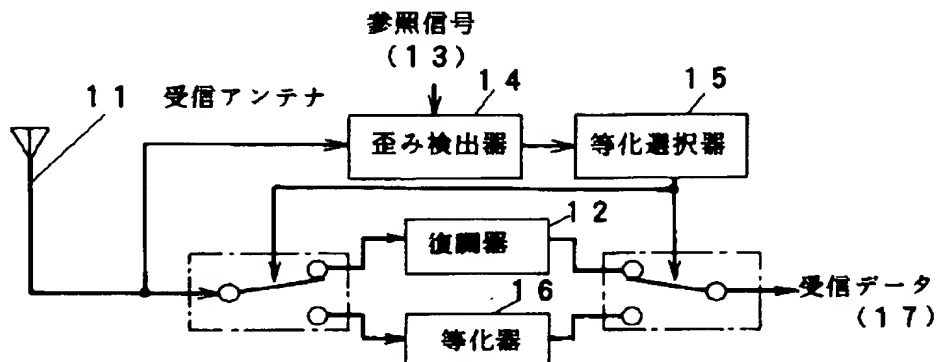 参照信号
(13)
11 受信アンテナ
14
15
歪み検出器
等化選択器
12
復調器
16
等化器
受信データ
(17)